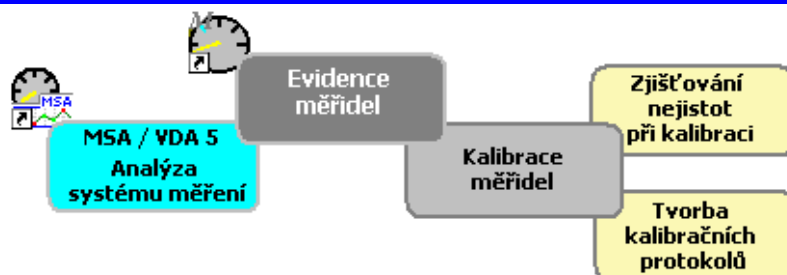 MSA
MSA / VDA 5
Analýza
systému měření
Evidence
měřidel
Kalibrace
měřidel
Zjišťování
nejistot
při kalibraci
Tvorba
kalibračních
protokolů